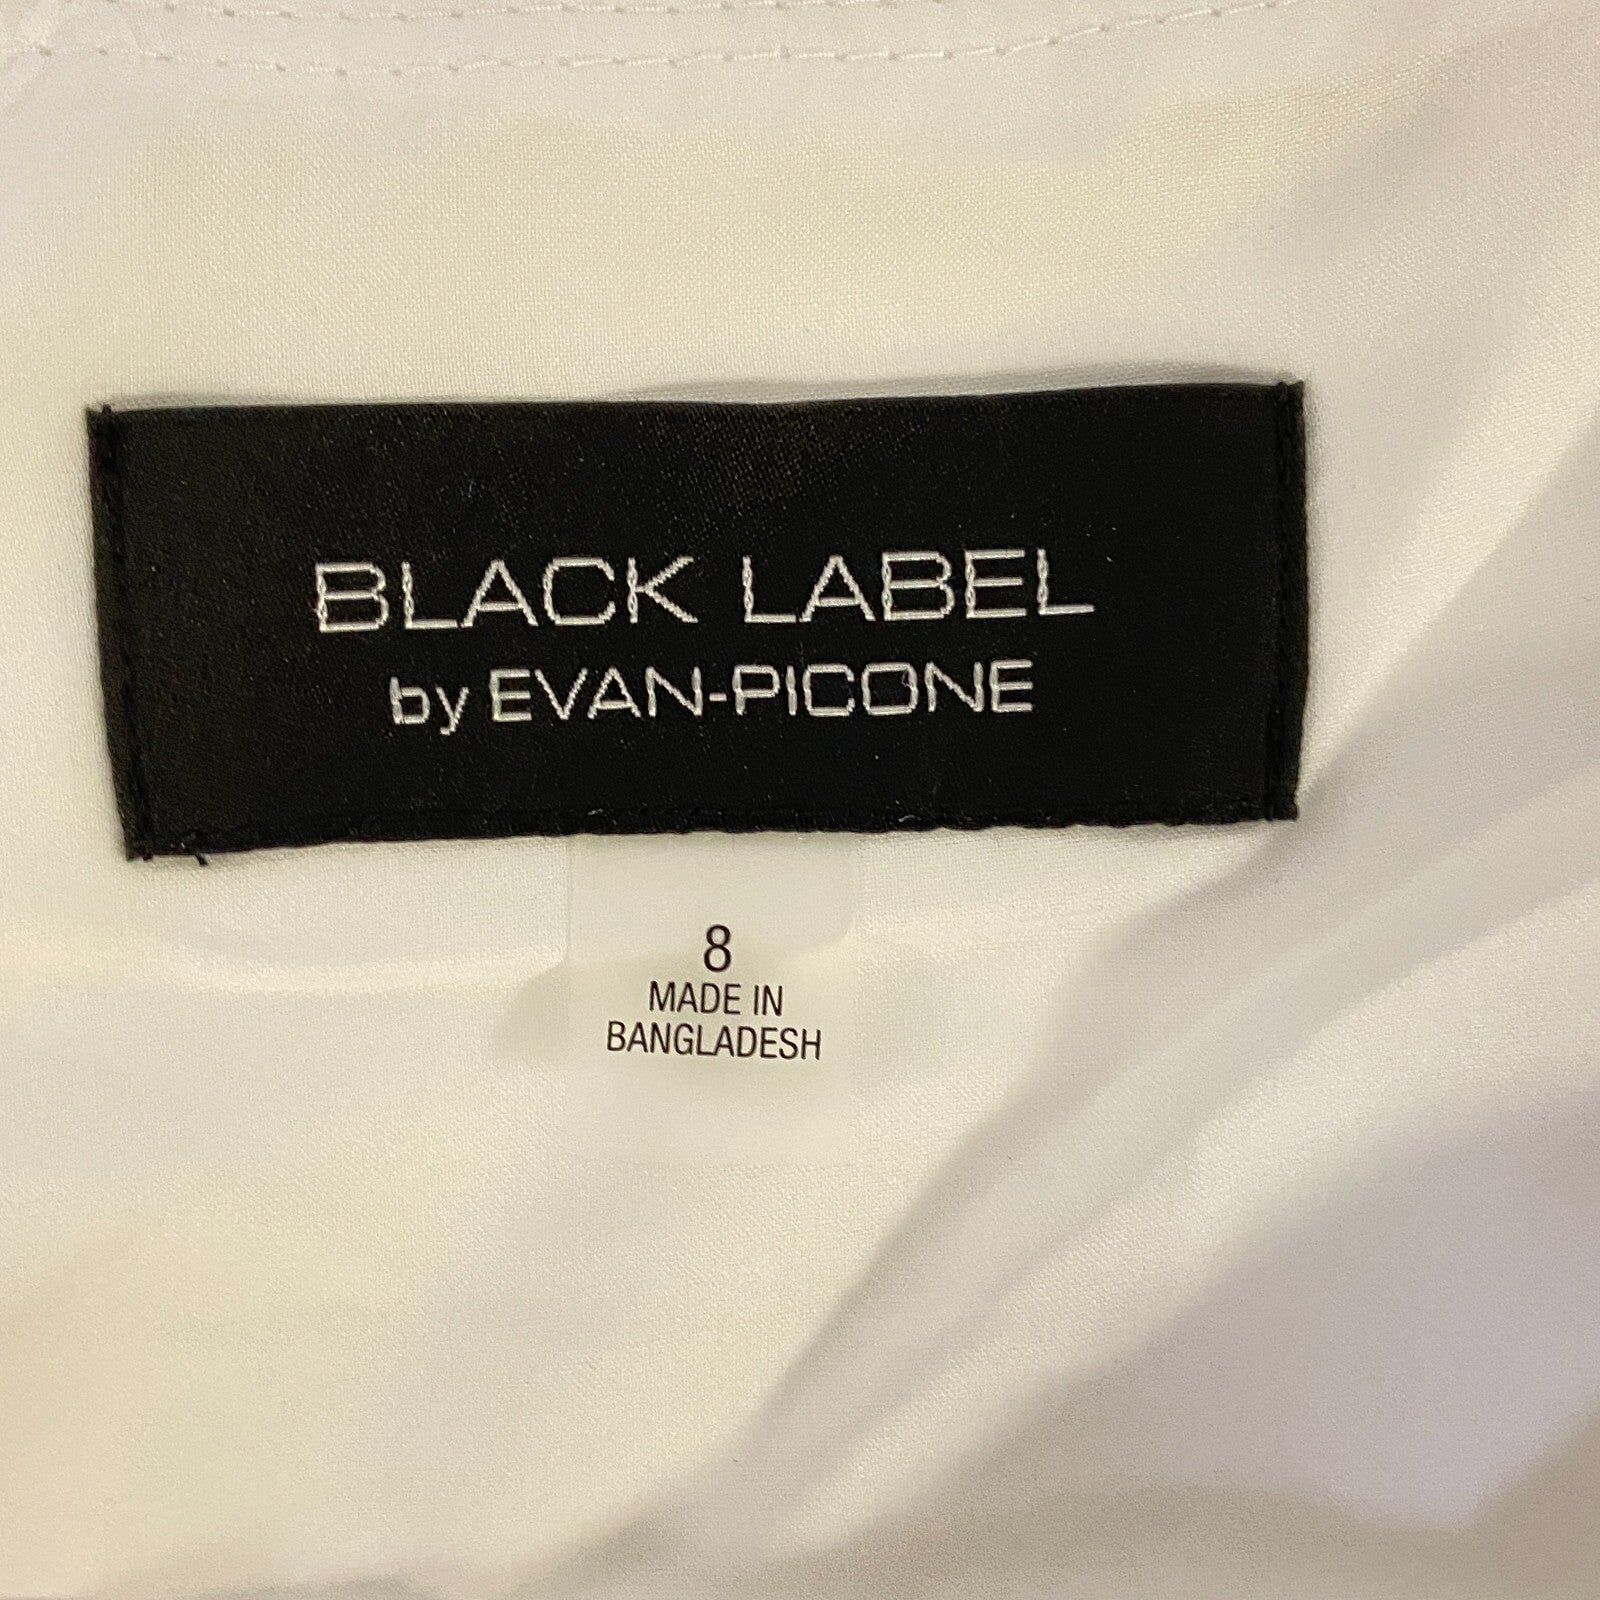 BLACK LABEL
by EVAN-PICONE
8
MADE IN
BANGLADESH